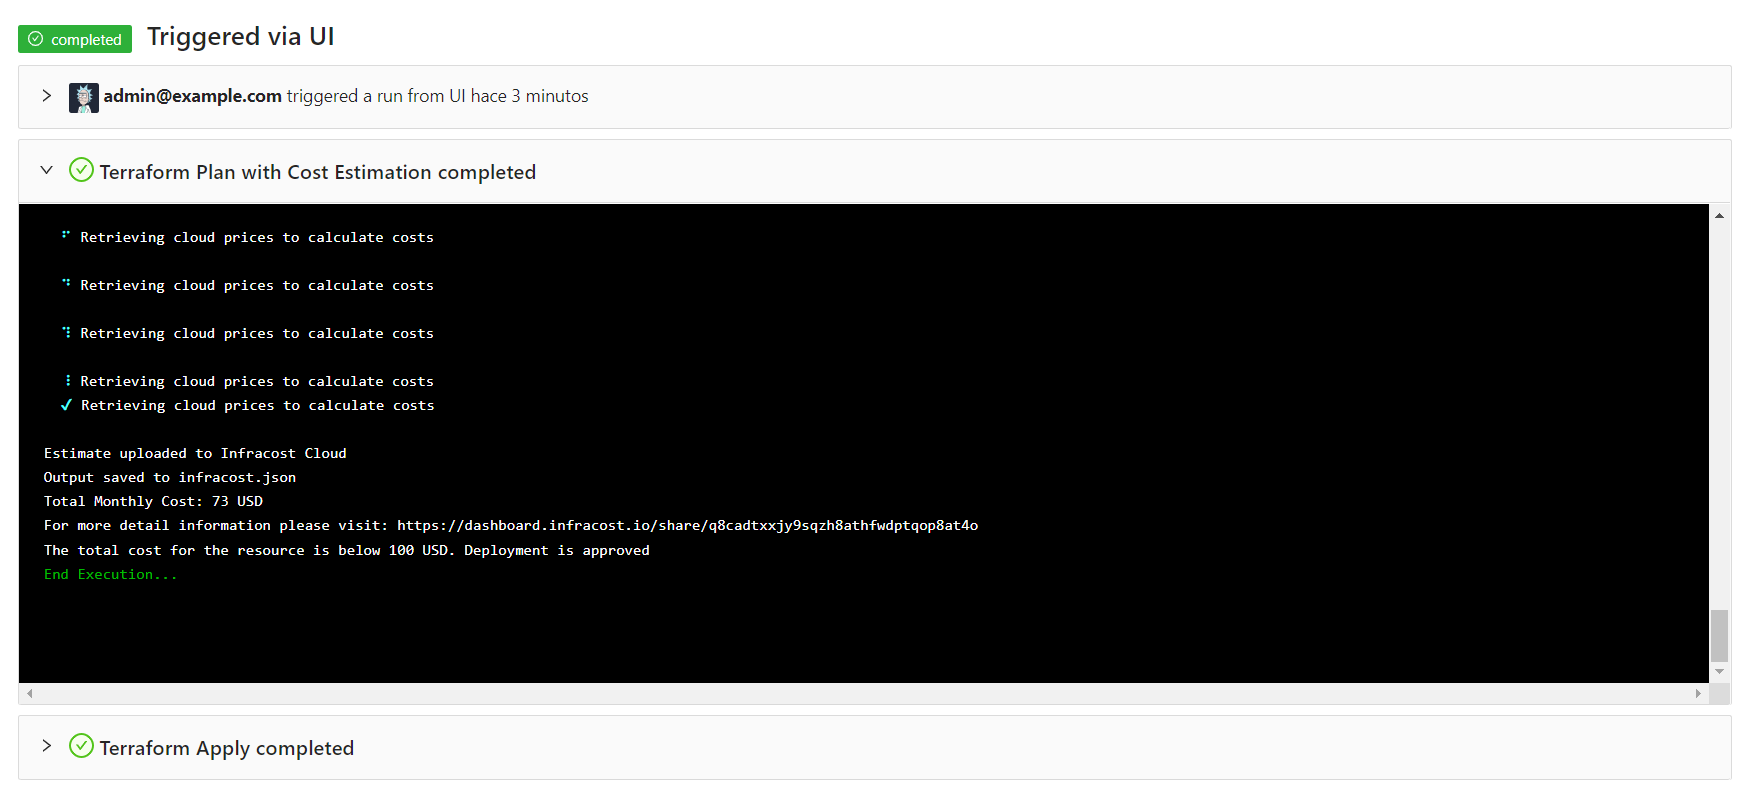 completed Triggered via UI
admin@example.com triggered a run from UI hace 3 minutos
Terraform Plan with Cost Estimation completed
Retrieving cloud prices to calculate costs
Retrieving cloud prices to calculate costs
Retrieving cloud prices to calculate costs
Retrieving cloud prices to calculate costs
✓ Retrieving cloud prices to calculate costs
Estimate uploaded to Infracost Cloud
Output saved to infracost.json
Total Monthly Cost: 73 USD
For more detail information please visit: https://dashboard.infracost.io/share/q8cadtxxjy9sqzh8athfwdptqop8at4o
The total cost for the resource is below 100 USD. Deployment is approved
End Execution...
Terraform Apply completed